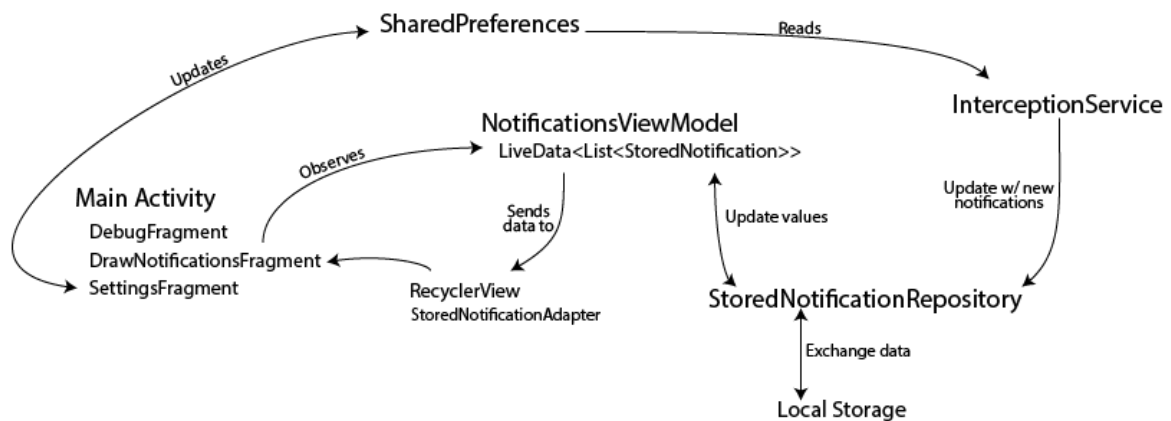 SharedPreferences
Reads
Updates
InterceptionService
NotificationsViewModel
LiveData<List<StoredNotification>>
Observes
Main Activity
DebugFragment
DrawNotificationsFragment
SettingsFragment
Sends
data to
Update values
Update w/ new
notifications
RecyclerView
StoredNotificationAdapter
StoredNotificationRepository
Exchange data
Local Storage